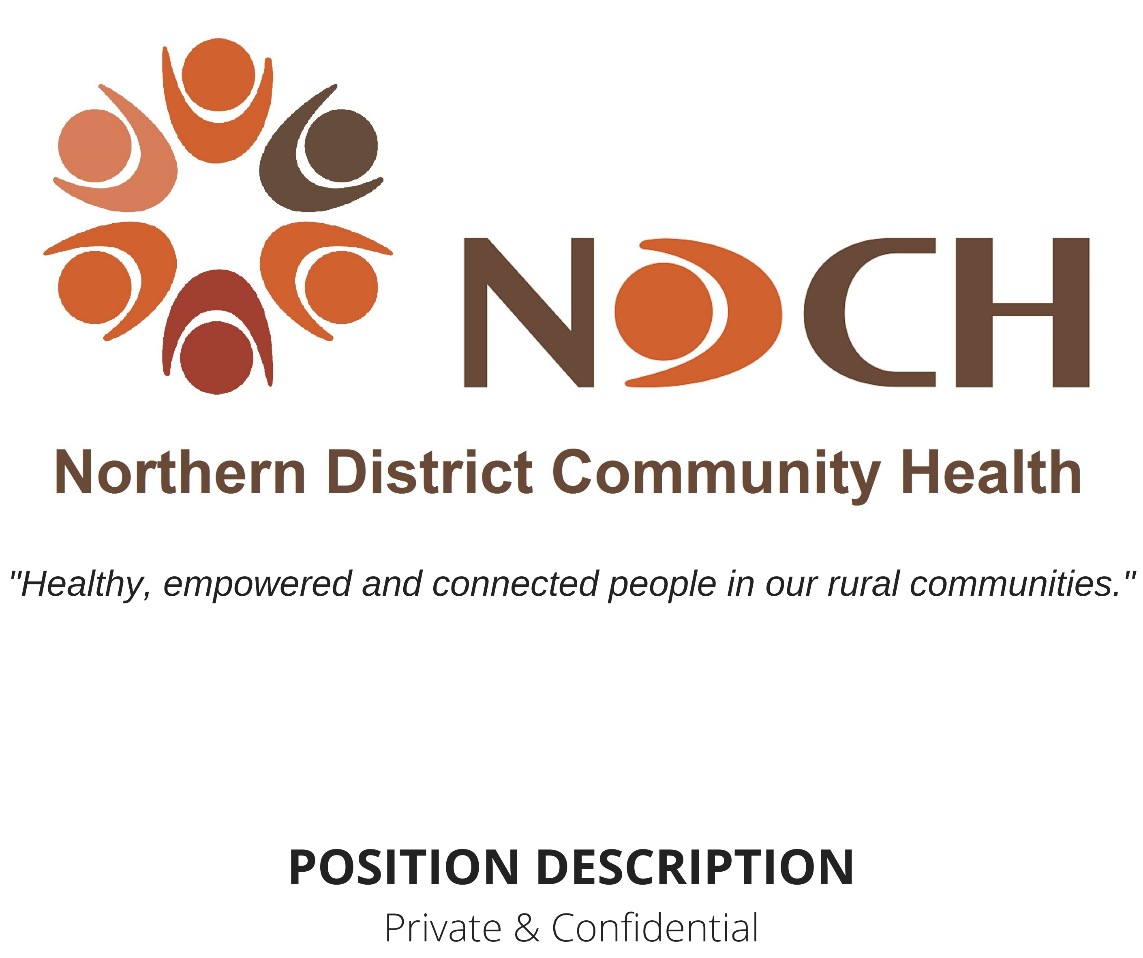 NDCH
Northern District Community Health
"Healthy, empowered and connected people in our rural communities."
POSITION DESCRIPTION
Private & Confidential